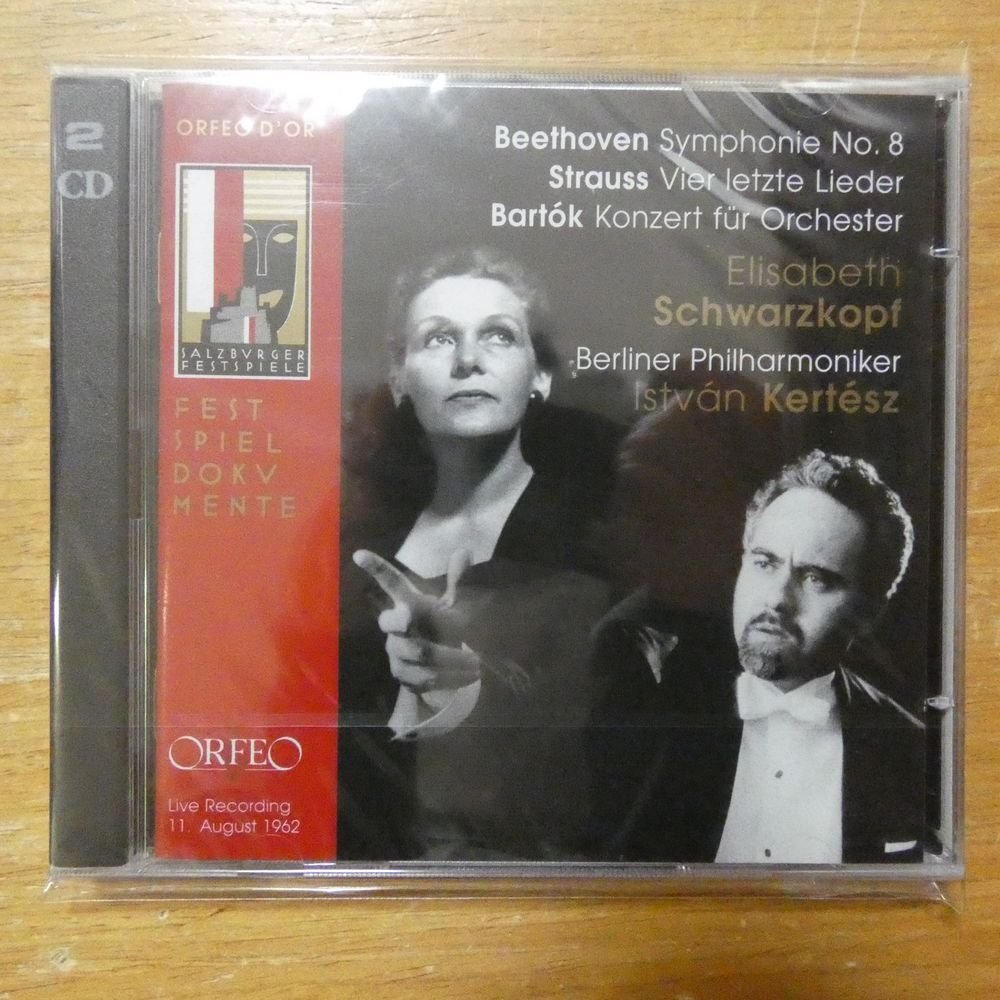 2
CD
ORFEO D'OR
SALZBVRGER
FESTSPIELE
FEST
SPIEL
DOKV
MENTE
ORFEO
Live Recording
11. August 1962
Beethoven Symphonie No. 8
Strauss Vier letzte Lieder
Bartók Konzert für Orchester
Elisabeth
Schwarzkopf
Berliner Philharmoniker
István Kertész